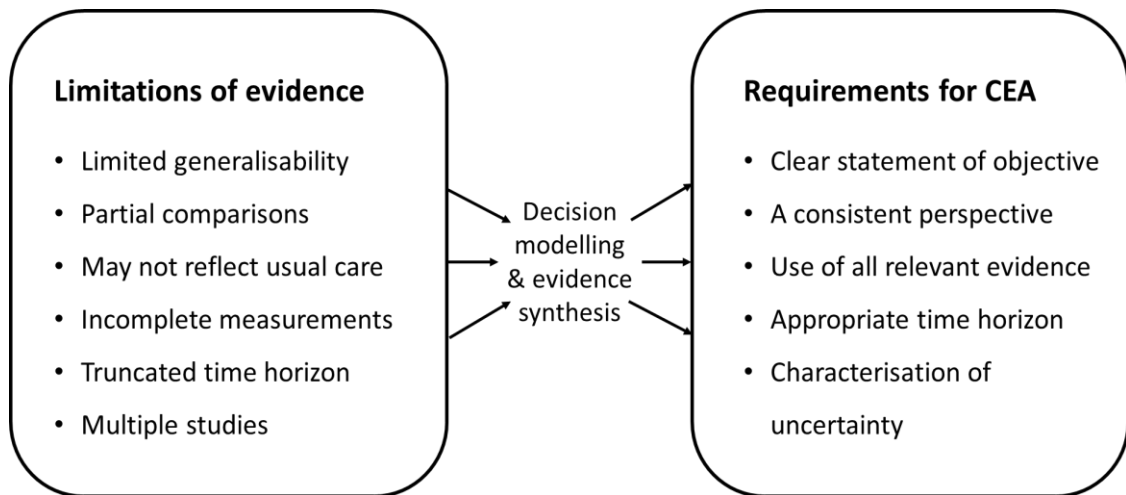 Limitations of evidence
• Limited generalisability
• Partial comparisons
• May not reflect usual care
• Incomplete measurements
• Truncated time horizon
• Multiple studies
Decision
modelling
& evidence
synthesis
Requirements for CEA
• Clear statement of objective
• A consistent perspective
• Use of all relevant evidence
• Appropriate time horizon
• Characterisation of
uncertainty